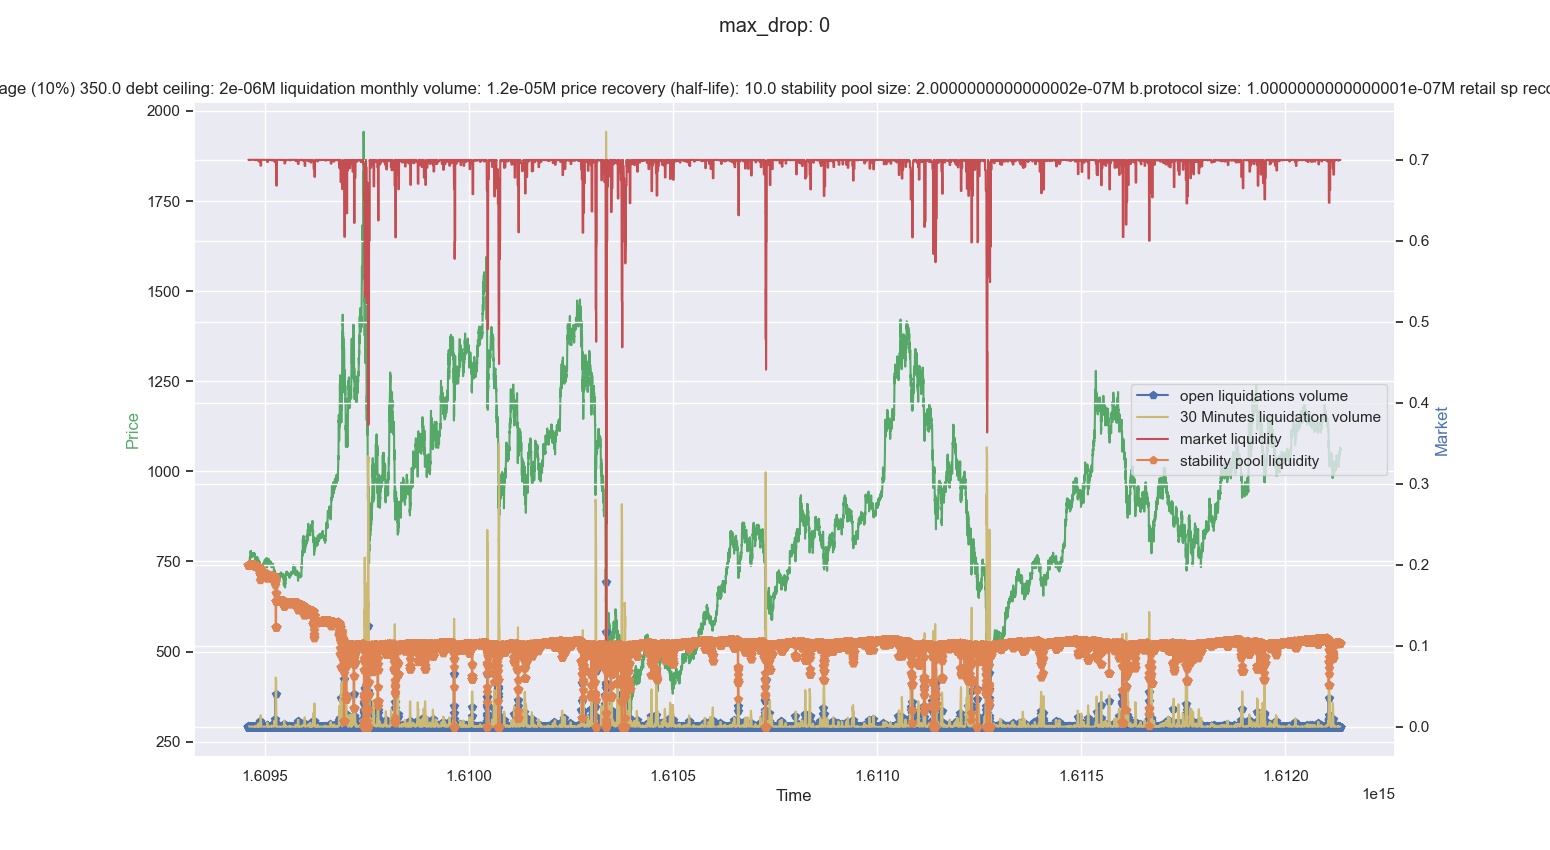 max_drop: 0
age (10%) 350.0 debt ceiling: 2e-06M liquidation monthly volume: 1.2e-05M price recovery (half-life): 10.0 stability pool size: 2.0000000000000002e-07M b.protocol size: 1.0000000000000001e-07M retail sp reco
2000
1750
1500
1250
1000
750
500
250
Price
0.7
0.6
0.5
0.4
0.3
0.2
0.1
0.0
Market
open liquidations volume
30 Minutes liquidation volume
market liquidity
stability pool liquidity
1.6095 1.6100 1.6105 1.6110 1.6115 1.6120
Time
1e15